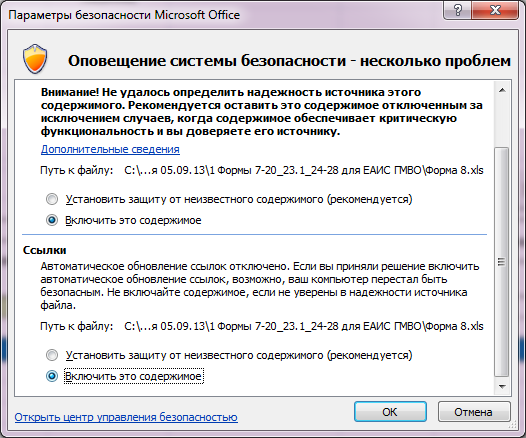 Параметры безопасности Microsoft Office
Оповещение системы безопасности - несколько проблем
Внимание! Не удалось определить надежность источника этого
содержимого. Рекомендуется оставить это содержимое отключенным за
исключением случаев, когда содержимое обеспечивает критическую
функциональность и вы доверяете его источнику.
Дополнительные сведения
Путь к файлу: C:\...я 05.09.13\1 Формы 7-20_23.1_24-28 для ЕАИС ГМВО\Форма 8.xls
Установить защиту от неизвестного содержимого (рекомендуется)
Включить это содержимое
Ссылки
Автоматическое обновление ссылок отключено. Если вы приняли решение включить
автоматическое обновление ссылок, возможно, ваш компьютер перестал быть
безопасным. Не включайте содержимое, если не уверены в надежности источника
файла.
Путь к файлу: C:\...я 05.09.13\1 Формы 7-20_23.1_24-28 для ЕАИС ГМВО\Форма 8.xls
Установить защиту от неизвестного содержимого (рекомендуется)
Включить это содержимое
Открыть центр управления безопасностью
ОК
Отмена